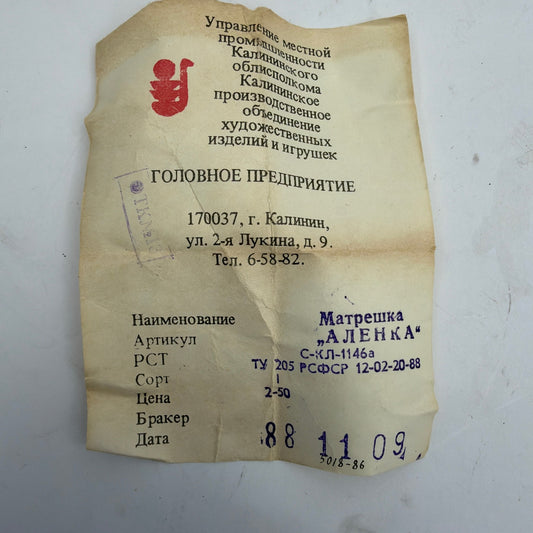 Управление местной
промышленности
Калининского
облисполкома
Калининское
производственное
объединение
художественных
изделий и игрушек
ГОЛОВНОЕ ПРЕДПРИЯТИЕ
170037, г. Калинин,
ул. 2-я Лукина, д. 9.
Тел. 6-58-82.
Наименование Матрешка
Артикул „АЛЕНКА“
РСТ С-КЛ-1146а
ТУ 205 РСФСР 12-02-20-88
Сорт 1
Цена 2-50
Бракер
Дата 88 11 09
5018-86